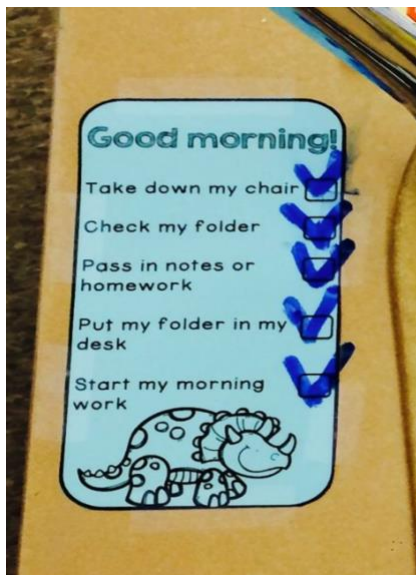 Good morning!
Take down my chair
Check my folder
Pass in notes or
homework
Put my folder in my
desk
Start my morning
work